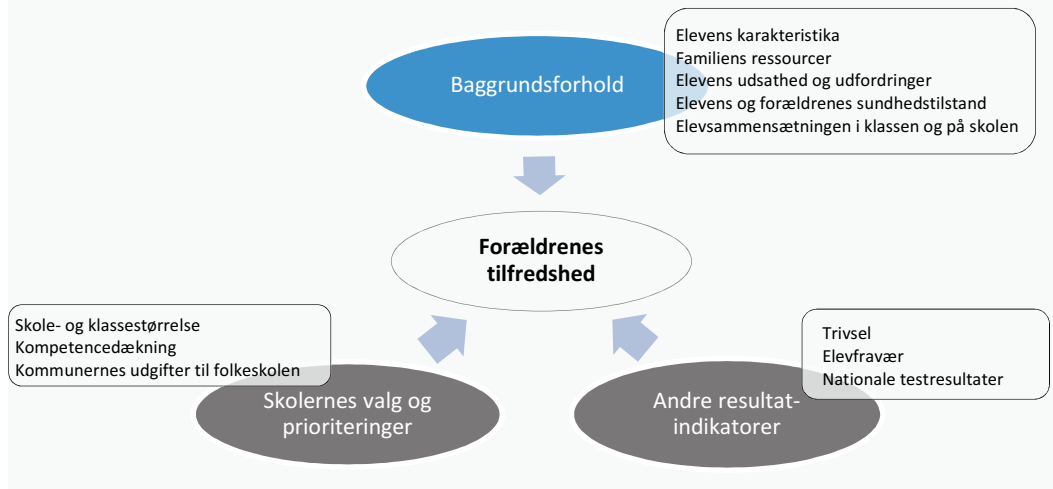 Elevens karakteristika
Familiens ressourcer
Elevens udsathed og udfordringer
Elevens og forældrenes sundhedstilstand
Elevsammensætningen i klassen og på skolen
Baggrundsforhold
Forældrenes
tilfredshed
Skole- og klassestørrelse
Kompetencedækning
Kommunernes udgifter til folkeskolen
Skolernes valg og
prioriteringer
Trivsel
Elevfravær
Nationale testresultater
Andre resultat-
indikatorer